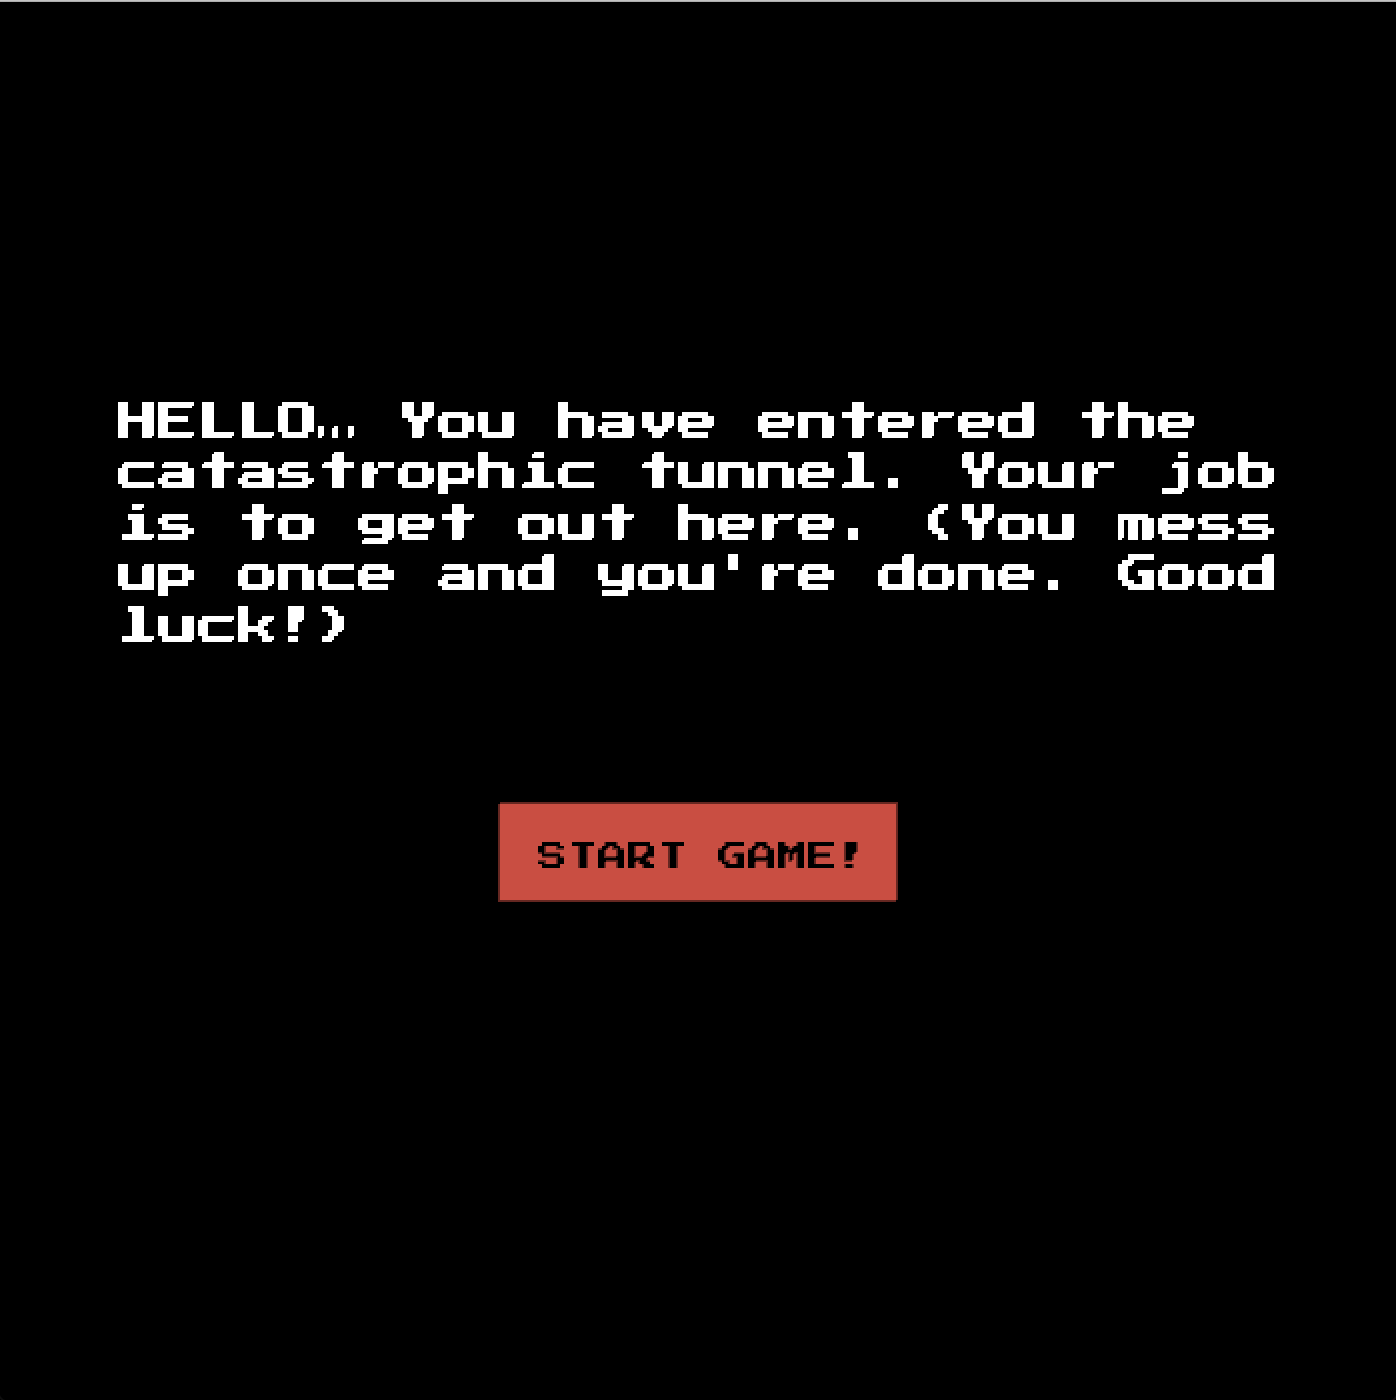 HELLO… You have entered the
catastrophic tunnel. Your job
is to get out here. (You mess
up once and you're done. Good
luck!)
START GAME!